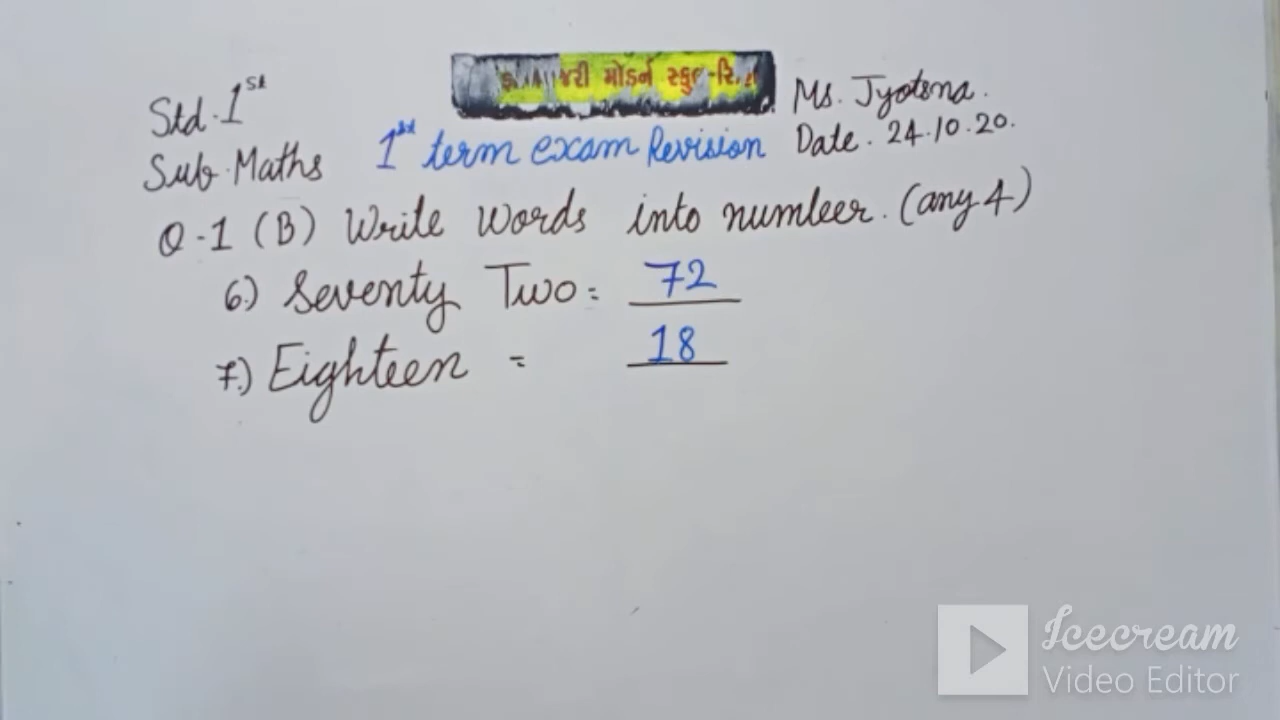 મોડર્ન સ્કુલ
Std. 1st
Ms. Jyotsna.
Sub. Maths
1st term exam Revision
Date. 24.10.20.
Q.1 (B) Write words into number. (any 4)
6.) Seventy Two = 72
7.) Eighteen = 18
Icecream
Video Editor